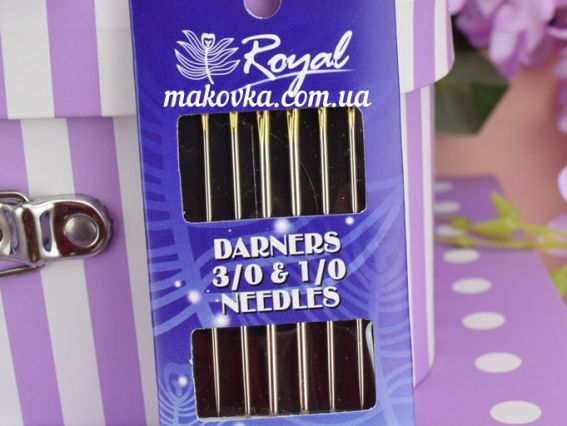 Royal
makovka.com.ua
DARNERS
3/0 & 1/0
NEEDLES